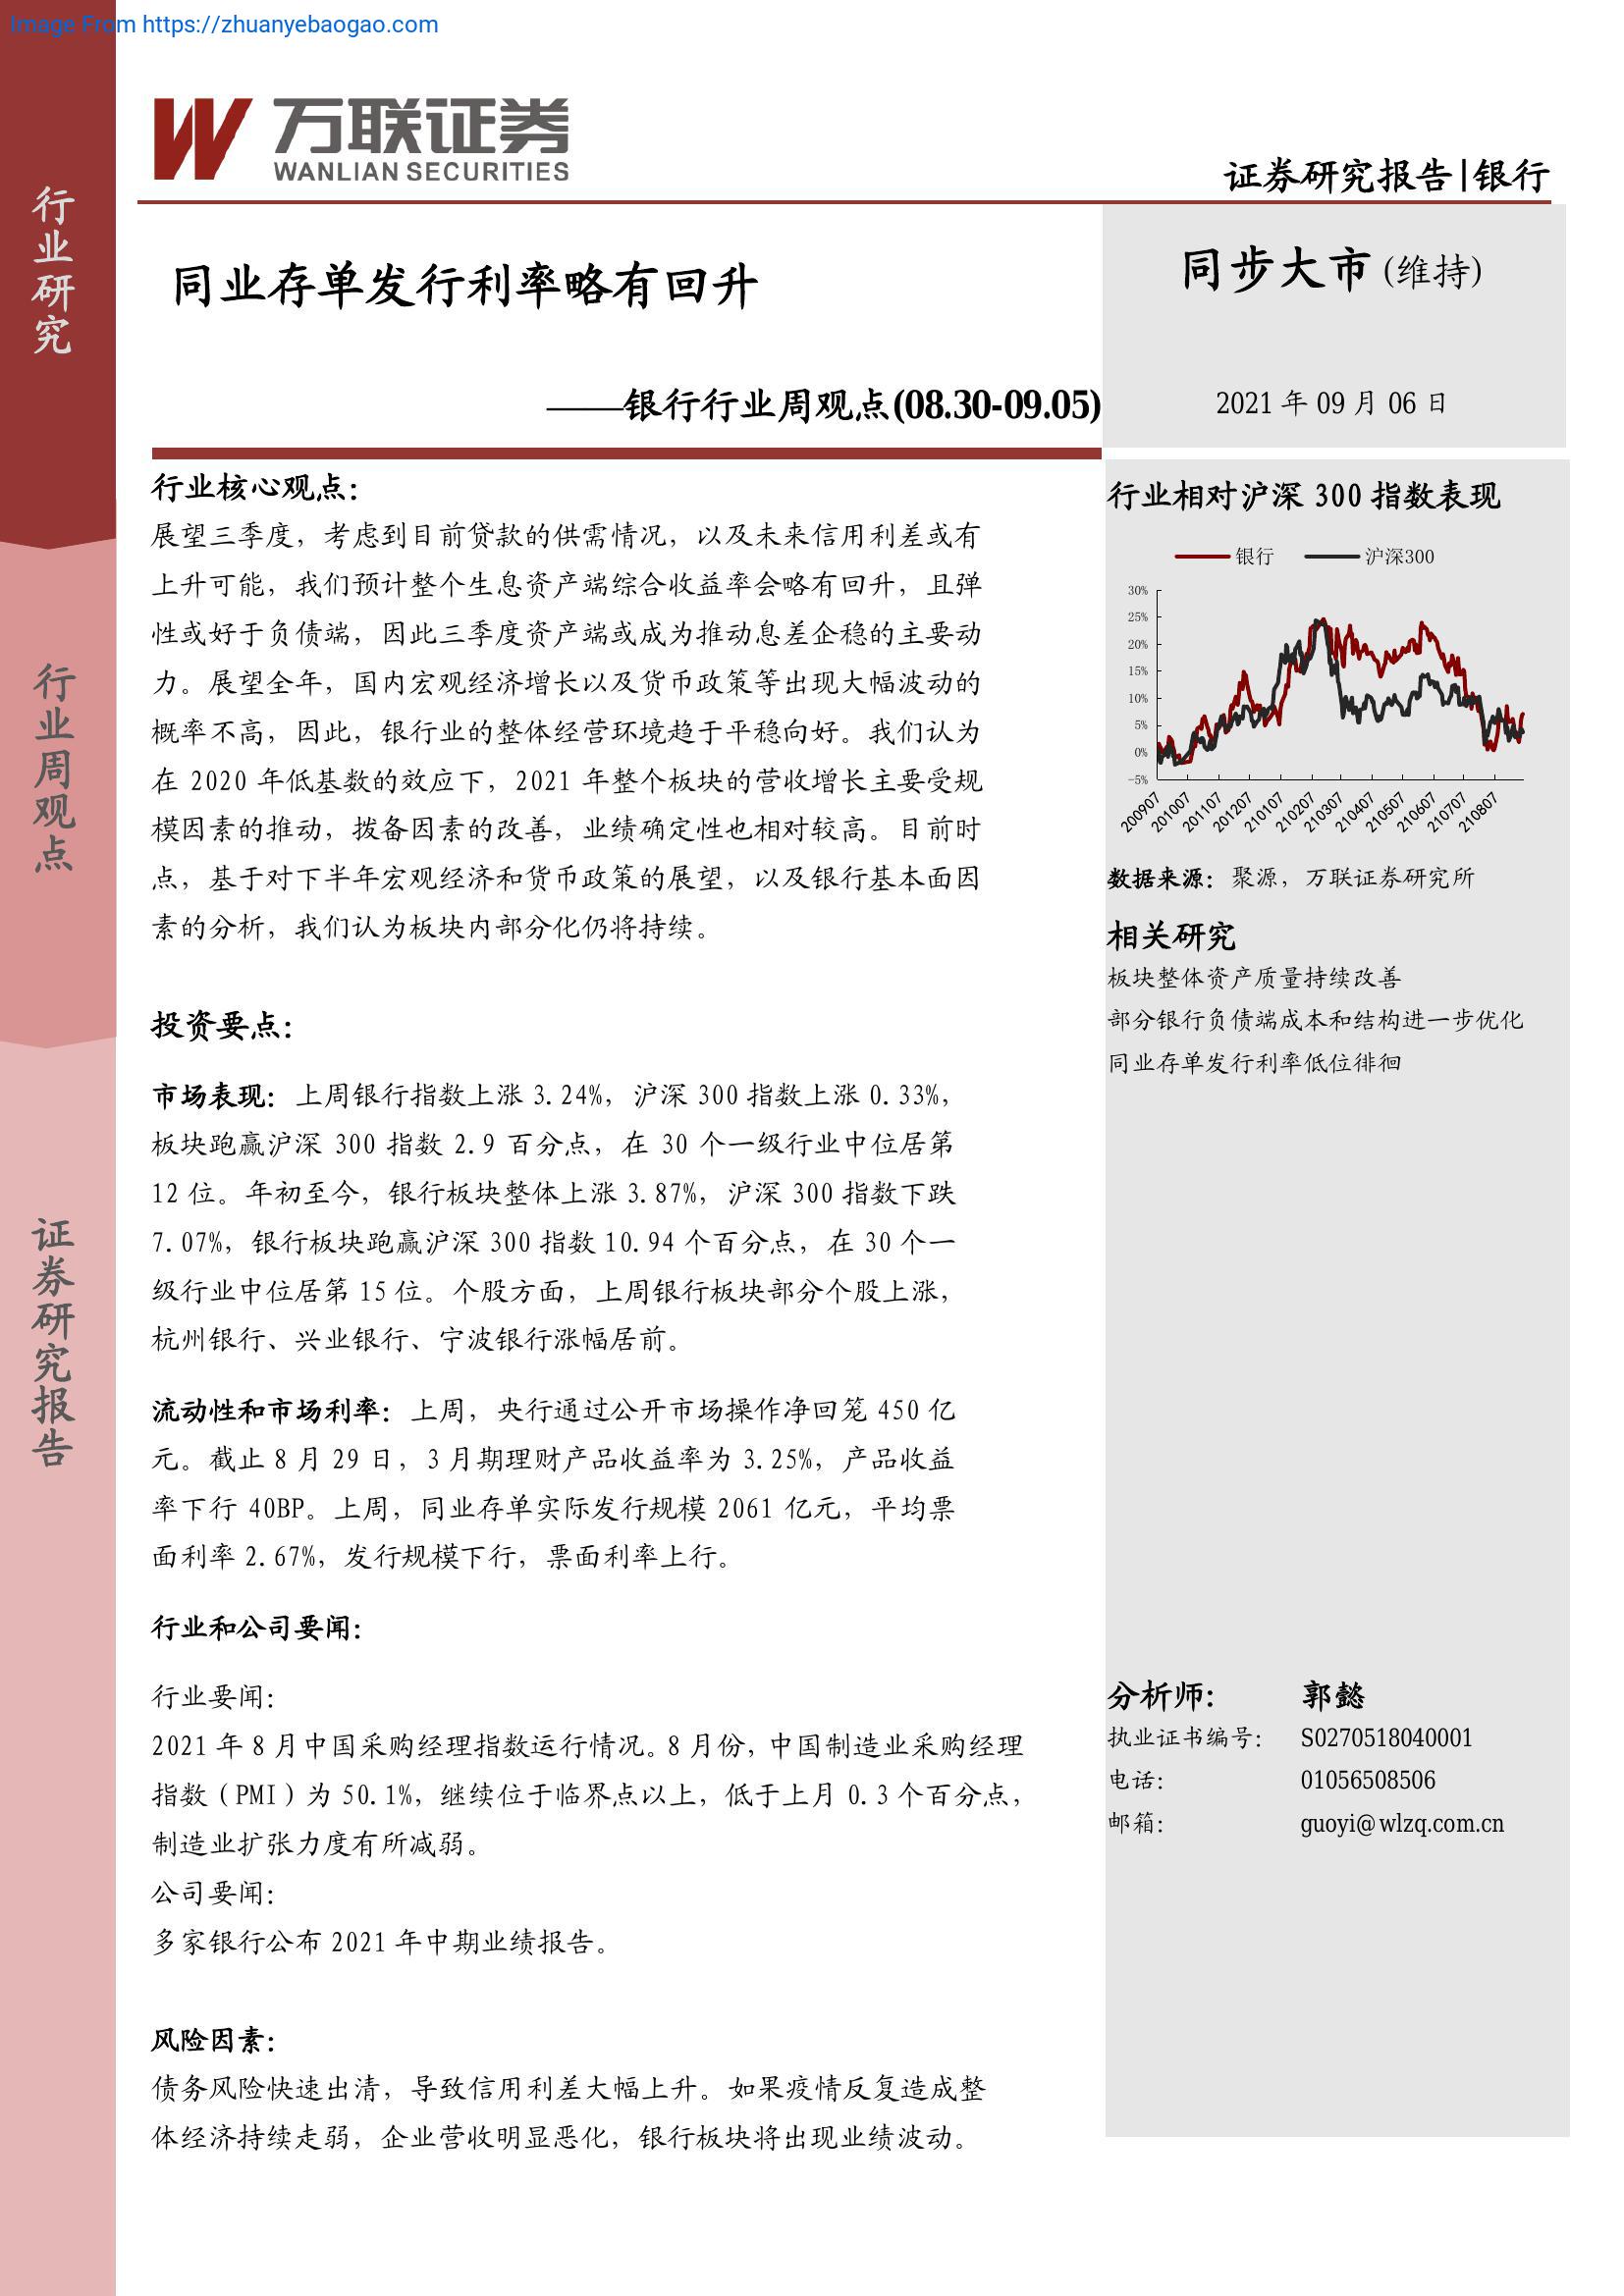 Image From https://zhuanyebaogao.com
万联证券
WANLIAN SECURITIES
证券研究报告|银行
行业研究
行业周观点
证券研究报告
同业存单发行利率略有回升
——银行行业周观点(08.30-09.05)
同步大市(维持)
2021 年 09 月 06 日
行业核心观点：
展望三季度，考虑到目前贷款的供需情况，以及未来信用利差或有
上升可能，我们预计整个生息资产端综合收益率会略有回升，且弹
性或好于负债端，因此三季度资产端或成为推动息差企稳的主要动
力。展望全年，国内宏观经济增长以及货币政策等出现大幅波动的
概率不高，因此，银行业的整体经营环境趋于平稳向好。我们认为
在 2020 年低基数的效应下，2021 年整个板块的营收增长主要受规
模因素的推动，拨备因素的改善，业绩确定性也相对较高。目前时
点，基于对下半年宏观经济和货币政策的展望，以及银行基本面因
素的分析，我们认为板块内部分化仍将持续。
投资要点：
市场表现：上周银行指数上涨 3.24%，沪深 300 指数上涨 0.33%，
板块跑赢沪深 300 指数 2.9 百分点，在 30 个一级行业中位居第
12 位。年初至今，银行板块整体上涨 3.87%，沪深 300 指数下跌
7.07%，银行板块跑赢沪深 300 指数 10.94 个百分点，在 30 个一
级行业中位居第 15 位。个股方面，上周银行板块部分个股上涨，
杭州银行、兴业银行、宁波银行涨幅居前。
流动性和市场利率：上周，央行通过公开市场操作净回笼 450 亿
元。截止 8 月 29 日，3 月期理财产品收益率为 3.25%，产品收益
率下行 40BP。上周，同业存单实际发行规模 2061 亿元，平均票
面利率 2.67%，发行规模下行，票面利率上行。
行业和公司要闻：
行业要闻：
2021 年 8 月中国采购经理指数运行情况。8 月份，中国制造业采购经理
指数（PMI）为 50.1%，继续位于临界点以上，低于上月 0.3 个百分点，
制造业扩张力度有所减弱。
公司要闻：
多家银行公布 2021 年中期业绩报告。
风险因素：
债务风险快速出清，导致信用利差大幅上升。如果疫情反复造成整
体经济持续走弱，企业营收明显恶化，银行板块将出现业绩波动。
行业相对沪深 300 指数表现
银行 沪深300
30%
25%
20%
15%
10%
5%
0%
-5%
200907 201007 201107 201207 210107 210207 210307 210407 210507 210607 210707 210807
数据来源：聚源，万联证券研究所
相关研究
板块整体资产质量持续改善
部分银行负债端成本和结构进一步优化
同业存单发行利率低位徘徊
分析师： 郭懿
执业证书编号： S0270518040001
电话： 01056508506
邮箱： guoyi@wlzq.com.cn